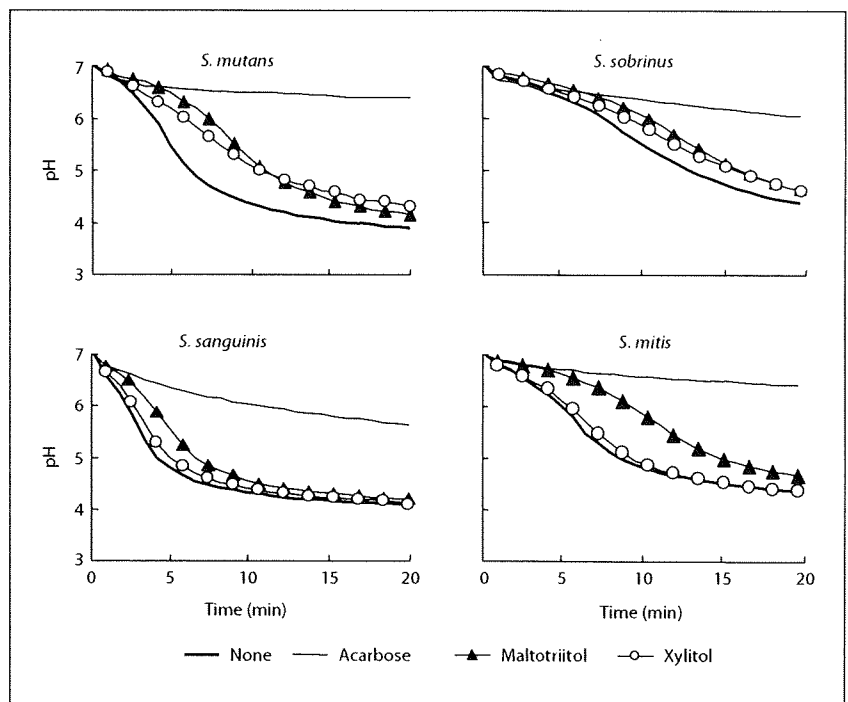 S. mutans
S. sobrinus
7
6
5
4
3
pH
S. sanguinis
S. mitis
7
6
5
4
3
pH
0 5 10 15 20
0 5 10 15 20
Time (min)
Time (min)
None Acarbose Maltotriitol Xylitol